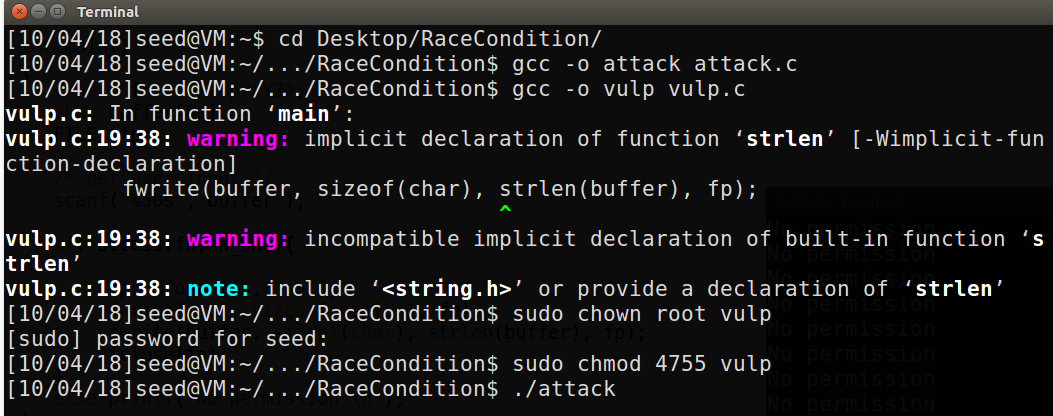 Terminal
[10/04/18]seed@VM:~$ cd Desktop/RaceCondition/
[10/04/18]seed@VM:~/.../RaceCondition$ gcc -o attack attack.c
[10/04/18]seed@VM:~/.../RaceCondition$ gcc -o vulp vulp.c
vulp.c: In function ‘main’:
vulp.c:19:38: warning: implicit declaration of function ‘strlen’ [-Wimplicit-fun
ction-declaration]
fwrite(buffer, sizeof(char), strlen(buffer), fp);
^
vulp.c:19:38: warning: incompatible implicit declaration of built-in function ‘s
trlen’
vulp.c:19:38: note: include ‘<string.h>’ or provide a declaration of ‘strlen’
[10/04/18]seed@VM:~/.../RaceCondition$ sudo chown root vulp
[sudo] password for seed:
[10/04/18]seed@VM:~/.../RaceCondition$ sudo chmod 4755 vulp
[10/04/18]seed@VM:~/.../RaceCondition$ ./attack
No permission
No permission
No permission
No permission
No permission
No permission
No permission